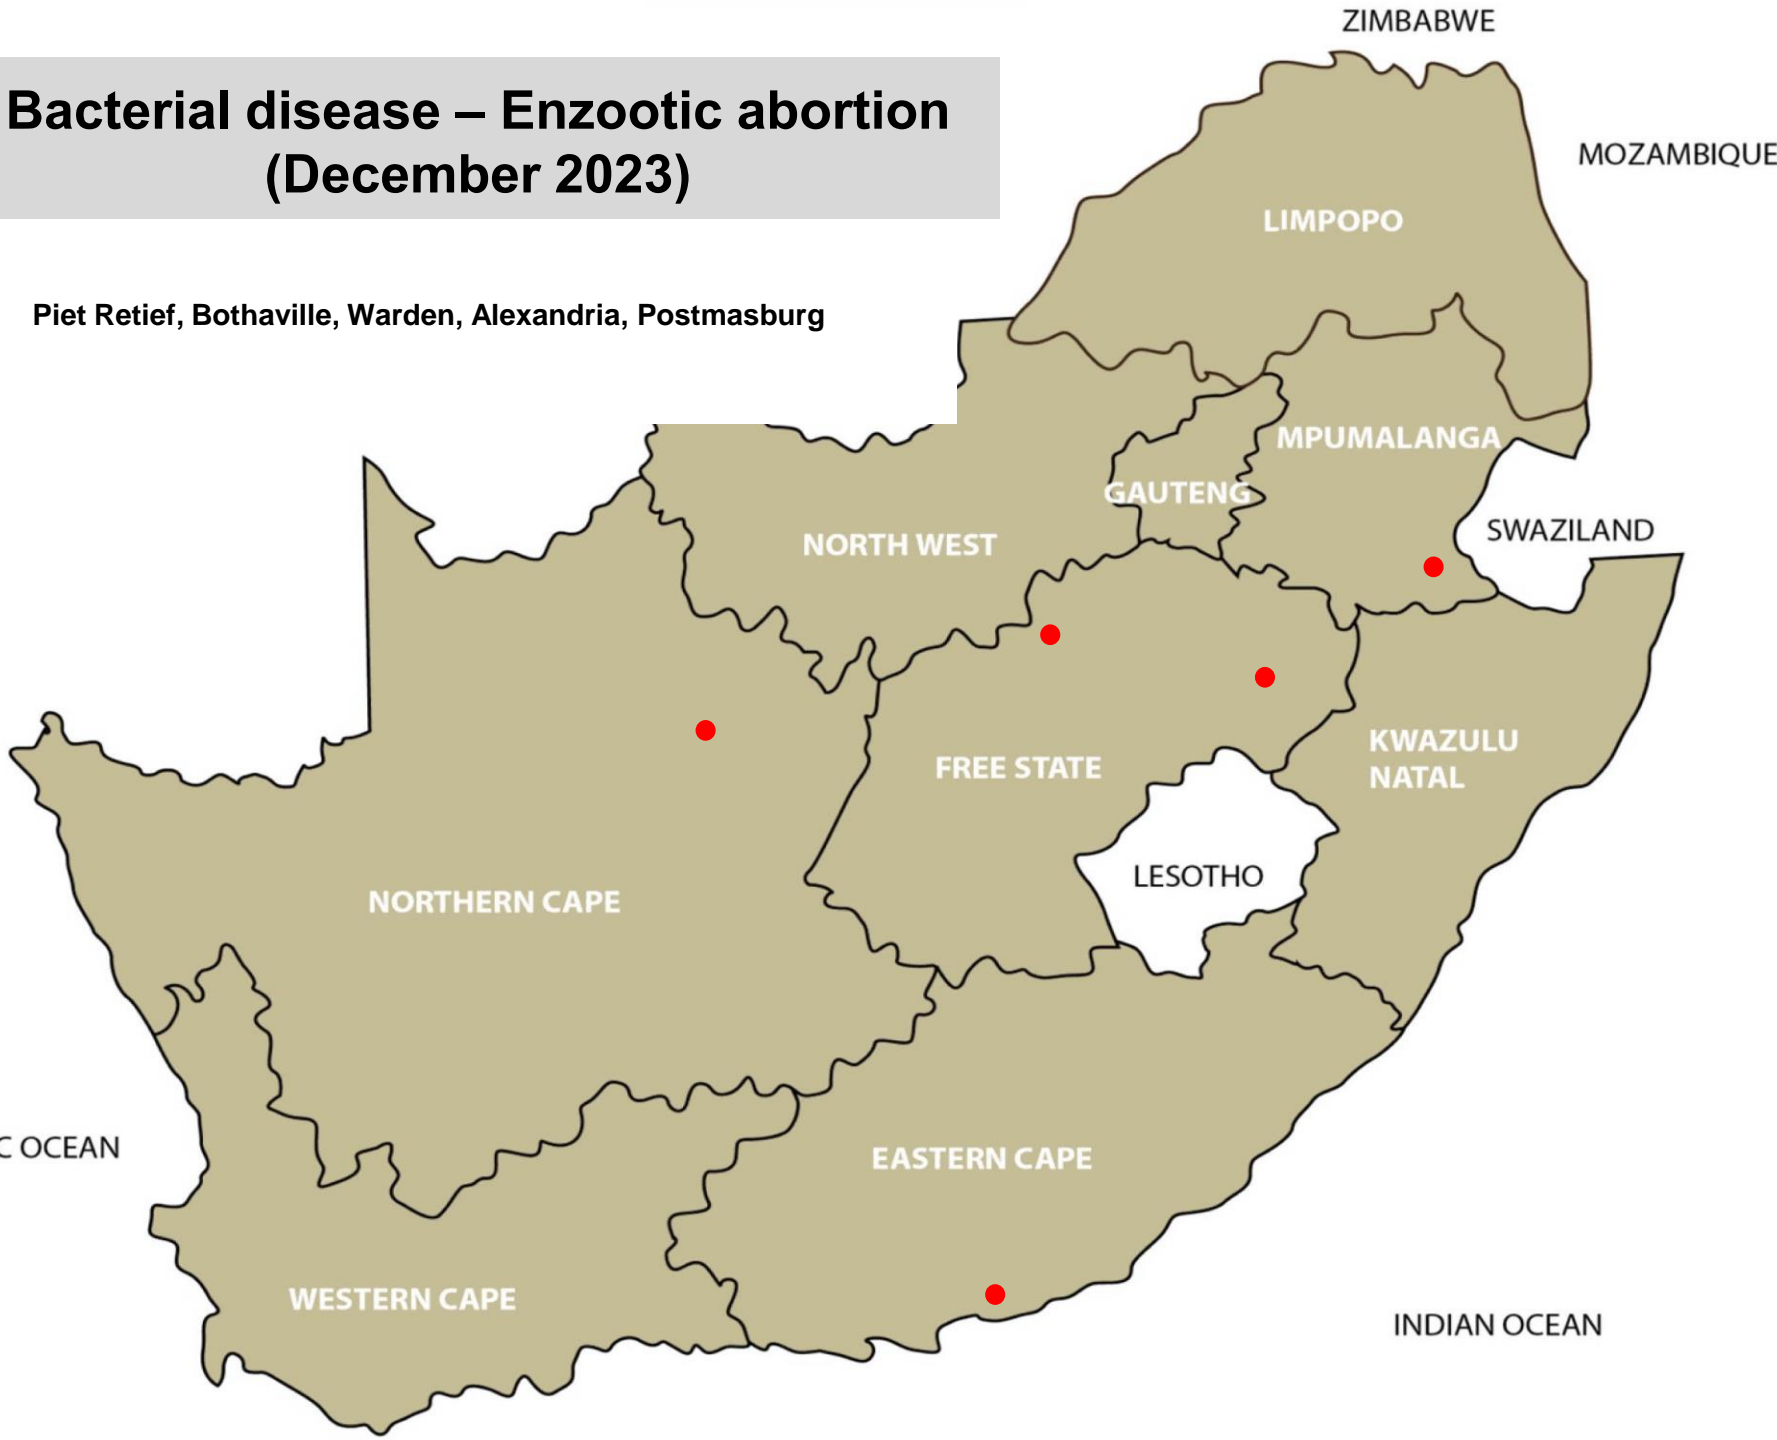 ZIMBABWE
Bacterial disease – Enzootic abortion
(December 2023)
MOZAMBIQUE
LIMPOPO
Piet Retief, Bothaville, Warden, Alexandria, Postmasburg
MPUMALANGA
GAUTENG
SWAZILAND
NORTH WEST
KWAZULU
NATAL
FREE STATE
LESOTHO
NORTHERN CAPE
C OCEAN
EASTERN CAPE
WESTERN CAPE
INDIAN OCEAN